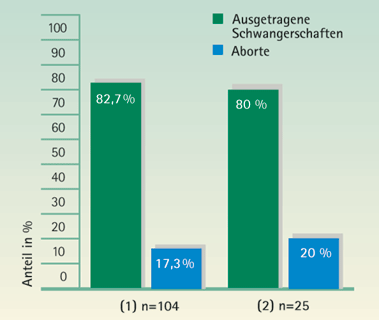 Ausgetragene
Schwangerschaften
Aborte
100
90
80
70
60
50
40
30
20
10
0
Anteil in %
82,7%
17,3%
80 %
20 %
(1) n=104
(2) n=25